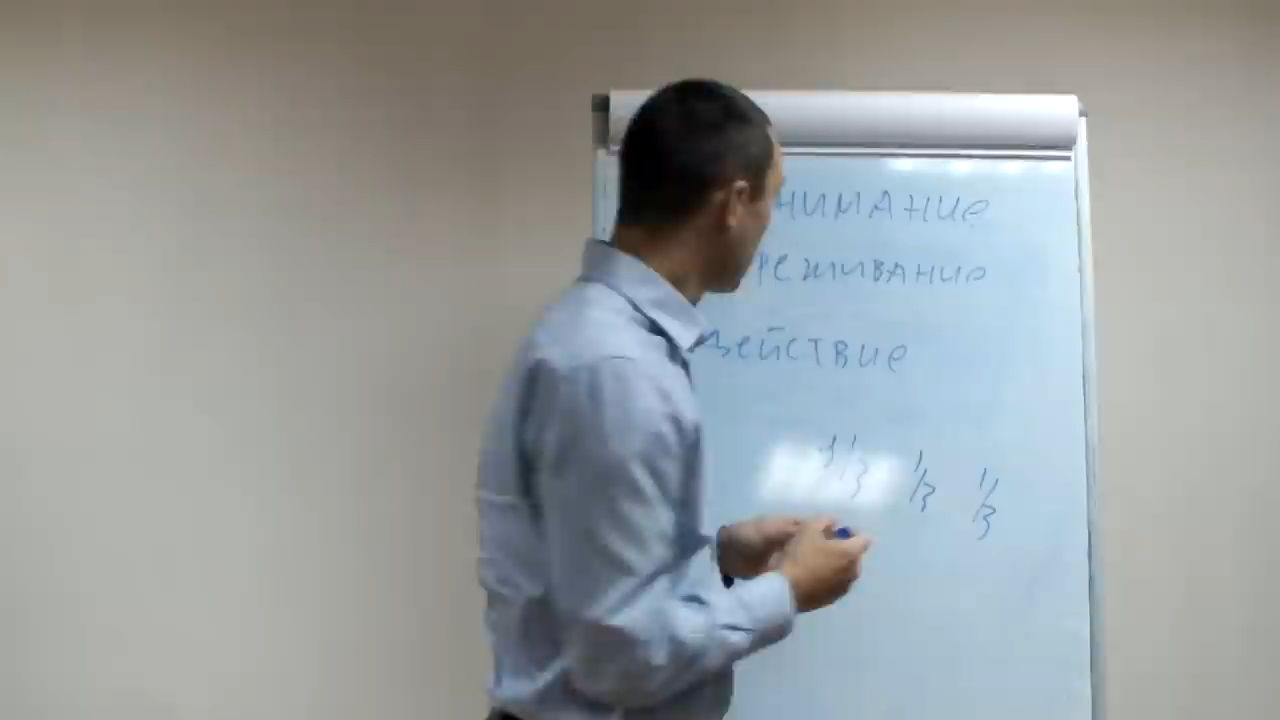 нимание
реживание
действие
1/3 1/3 1/3